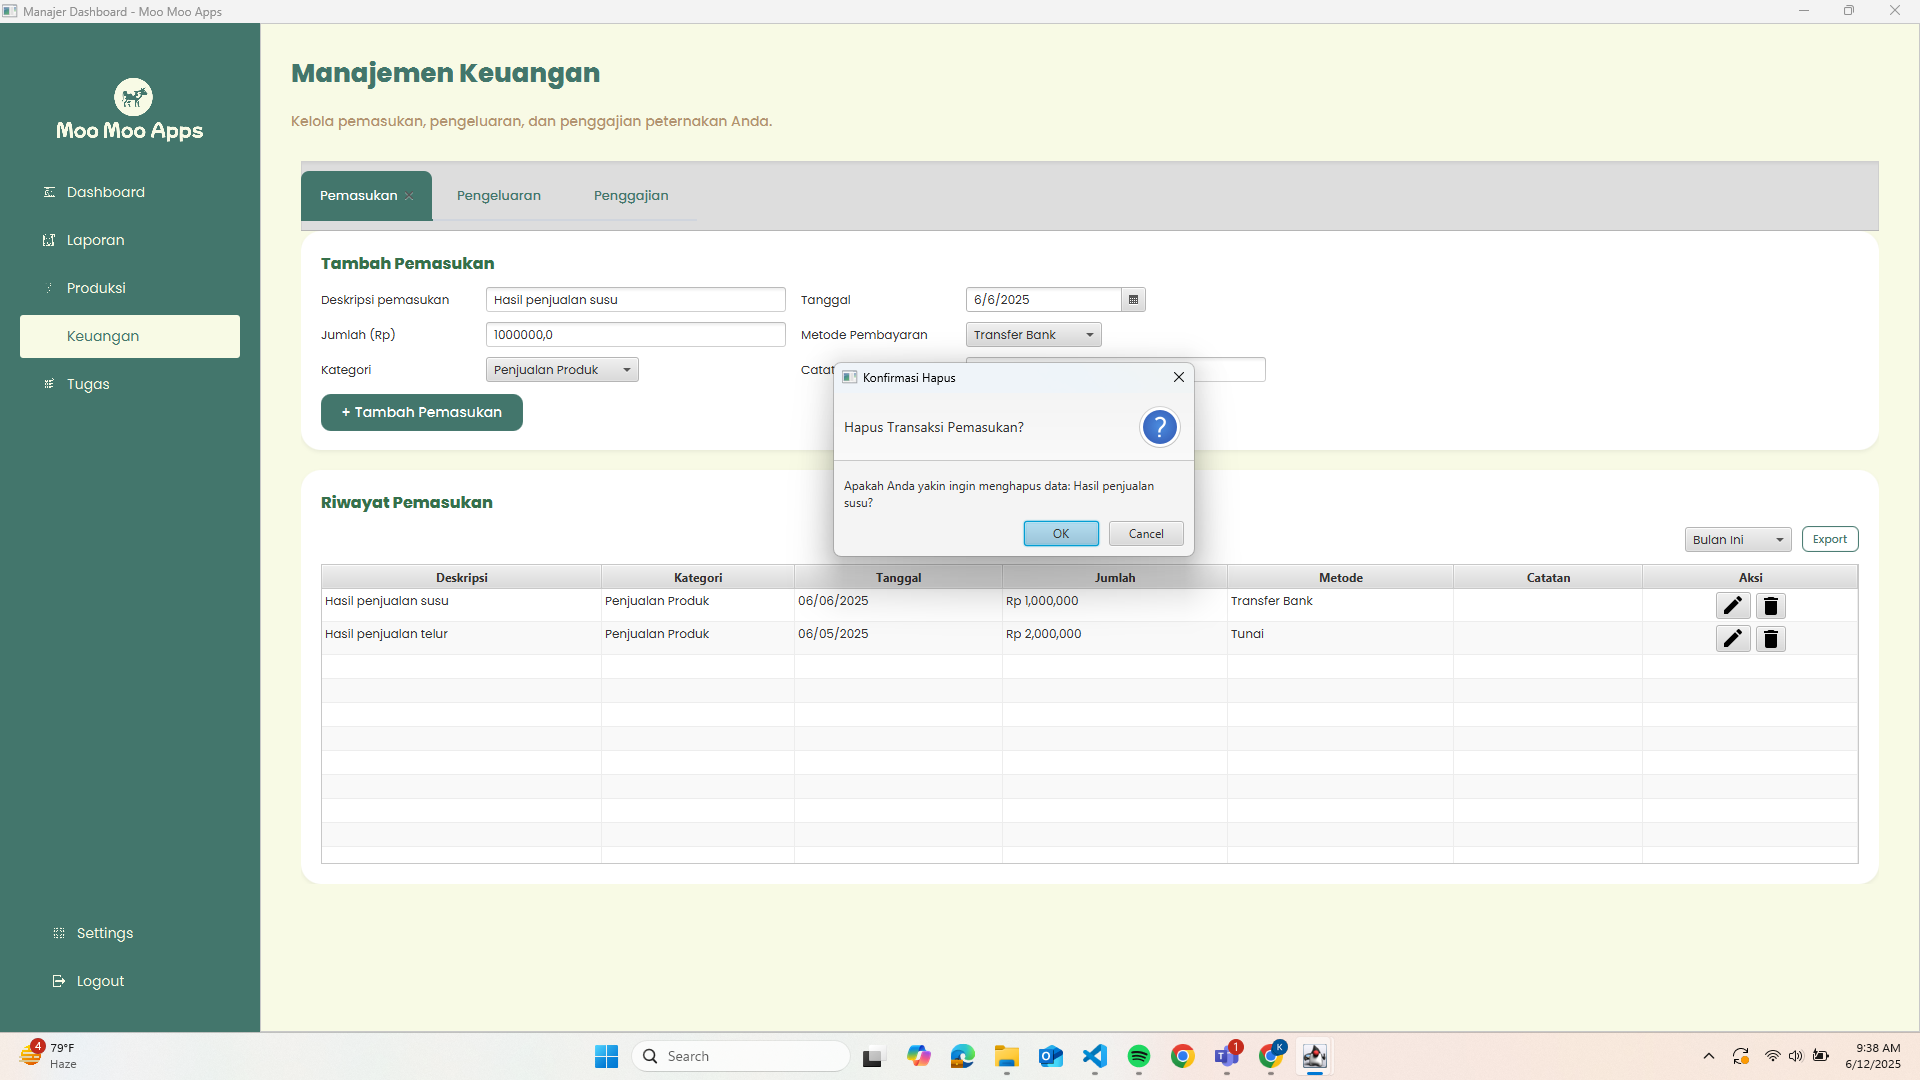 Manajer Dashboard - Moo Moo Apps
Moo Moo Apps
Dashboard
Laporan
Produksi
Keuangan
Tugas
Settings
Logout
Manajemen Keuangan
Kelola pemasukan, pengeluaran, dan penggajian peternakan Anda.
Pemasukan
Pengeluaran
Penggajian
Tambah Pemasukan
Deskripsi pemasukan Hasil penjualan susu Tanggal 6/6/2025
Jumlah (Rp) 1000000,0 Metode Pembayaran Transfer Bank
Kategori Penjualan Produk Catat
+ Tambah Pemasukan
Konfirmasi Hapus
Hapus Transaksi Pemasukan?
?
Apakah Anda yakin ingin menghapus data: Hasil penjualan
susu?
OK Cancel
Riwayat Pemasukan
Bulan Ini Export
Deskripsi Kategori Tanggal Jumlah Metode Catatan Aksi
Hasil penjualan susu Penjualan Produk 06/06/2025 Rp 1,000,000 Transfer Bank
Hasil penjualan telur Penjualan Produk 06/05/2025 Rp 2,000,000 Tunai
4
79°F
Haze
Search
1
K
9:38 AM
6/12/2025